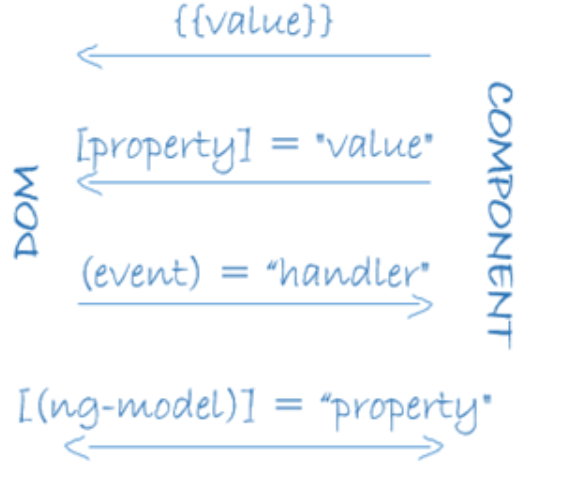 {{value}}
[property] = "value"
DOM
COMPONENT
(event) = "handler"
[(ng-model)] = "property"